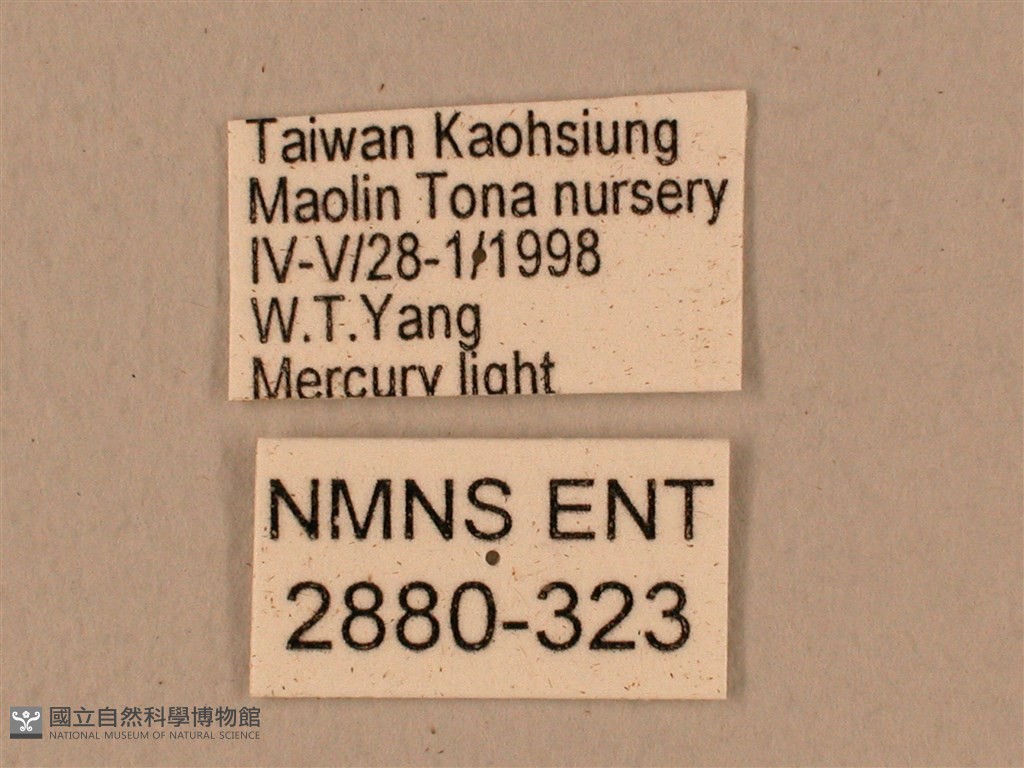 Taiwan Kaohsiung
Maolin Tona nursery
IV-V/28-1/1998
W.T.Yang
Mercury light
NMNS ENT
2880-323
國立自然科學博物館
NATIONAL MUSEUM OF NATURAL SCIENCE